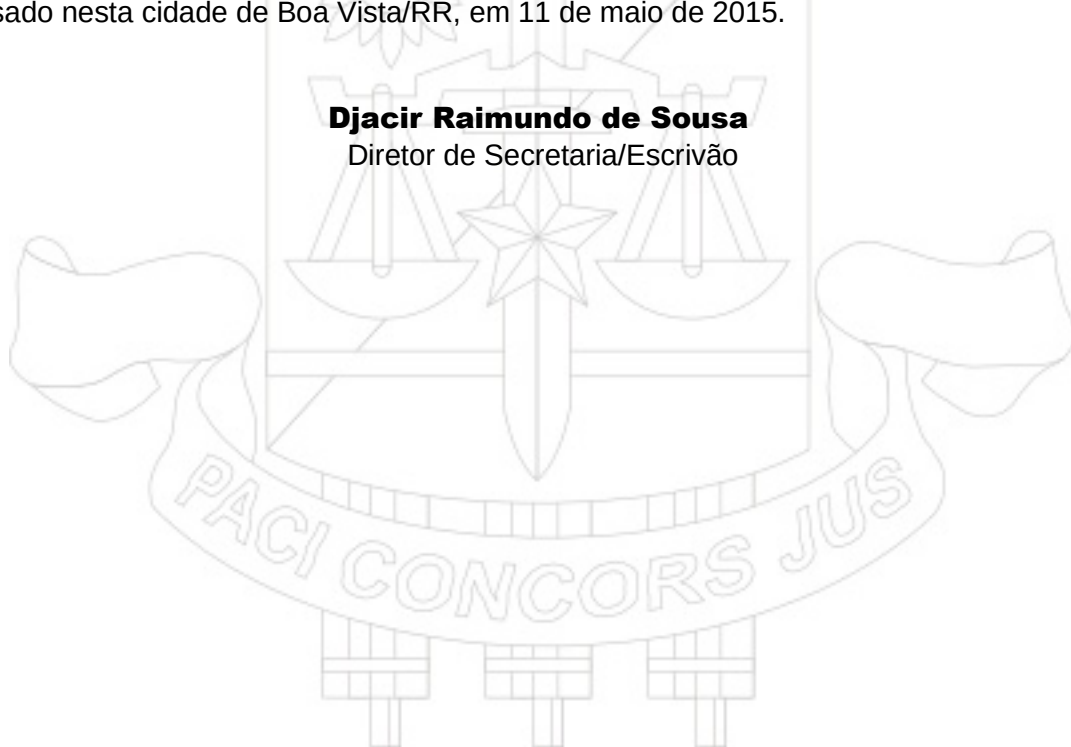 sado nesta cidade de Boa Vista/RR, em 11 de maio de 2015.
Djacir Raimundo de Sousa
Diretor de Secretaria/Escrivão
PACI CONCORS JUS